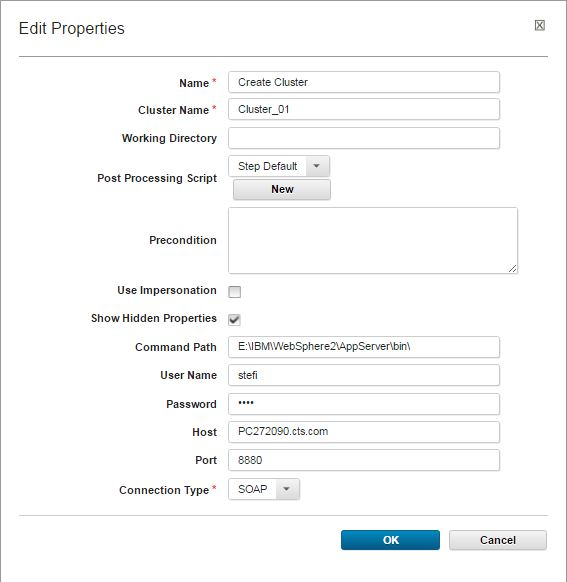 Edit Properties
Name * Create Cluster
Cluster Name * Cluster_01
Working Directory
Post Processing Script Step Default
New
Precondition
Use Impersonation
Show Hidden Properties
Command Path E:\IBM\WebSphere2\AppServer\bin\
User Name stefi
Password ••••
Host PC272090.cts.com
Port 8880
Connection Type * SOAP
OK Cancel